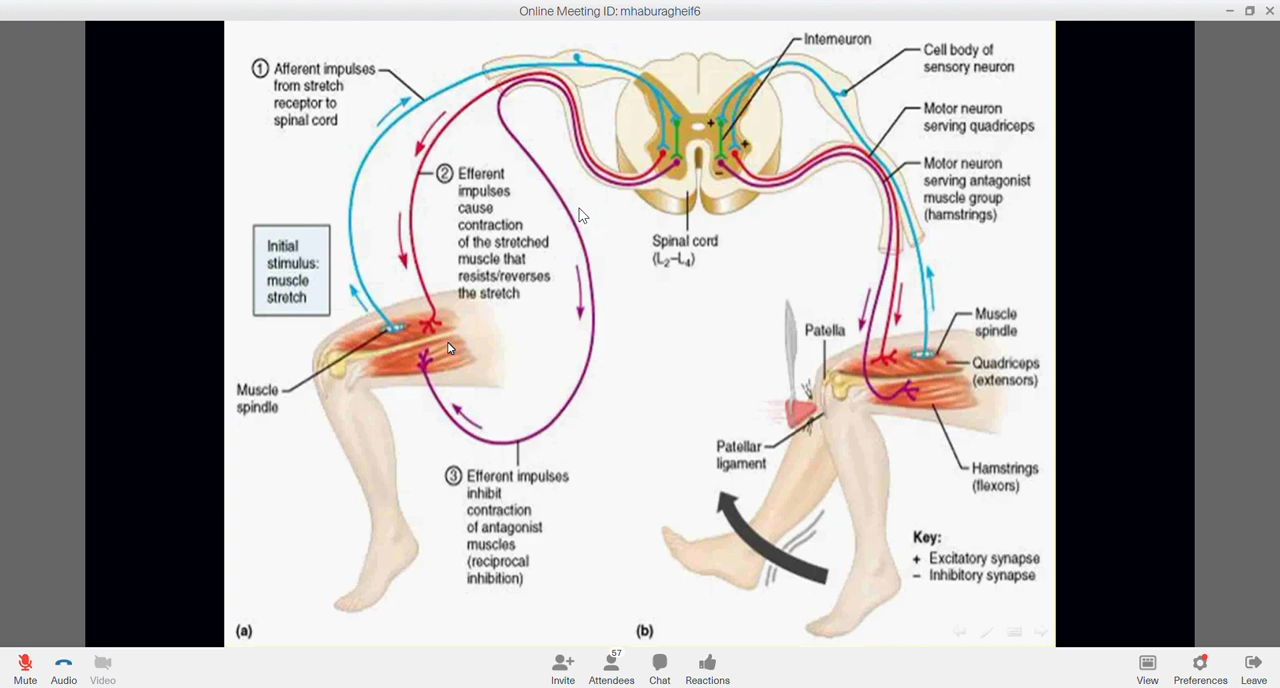 Online Meeting ID: mhaburagheif6
1 Afferent impulses
from stretch
receptor to
spinal cord
2 Efferent
impulses
cause
contraction
of the stretched
muscle that
resists/reverses
the stretch
Initial
stimulus:
muscle
stretch
Muscle
spindle
3 Efferent impulses
inhibit
contraction
of antagonist
muscles
(reciprocal
inhibition)
(a)
Interneuron
Cell body of
sensory neuron
Motor neuron
serving quadriceps
Motor neuron
serving antagonist
muscle group
(hamstrings)
+
+
−
Spinal cord
(L₂–L₄)
Patella
Muscle
spindle
Quadriceps
(extensors)
Patellar
ligament
Hamstrings
(flexors)
Key:
+ Excitatory synapse
− Inhibitory synapse
(b)
Mute
Audio
Video
Invite
57
Attendees
Chat
Reactions
View
Preferences
Leave